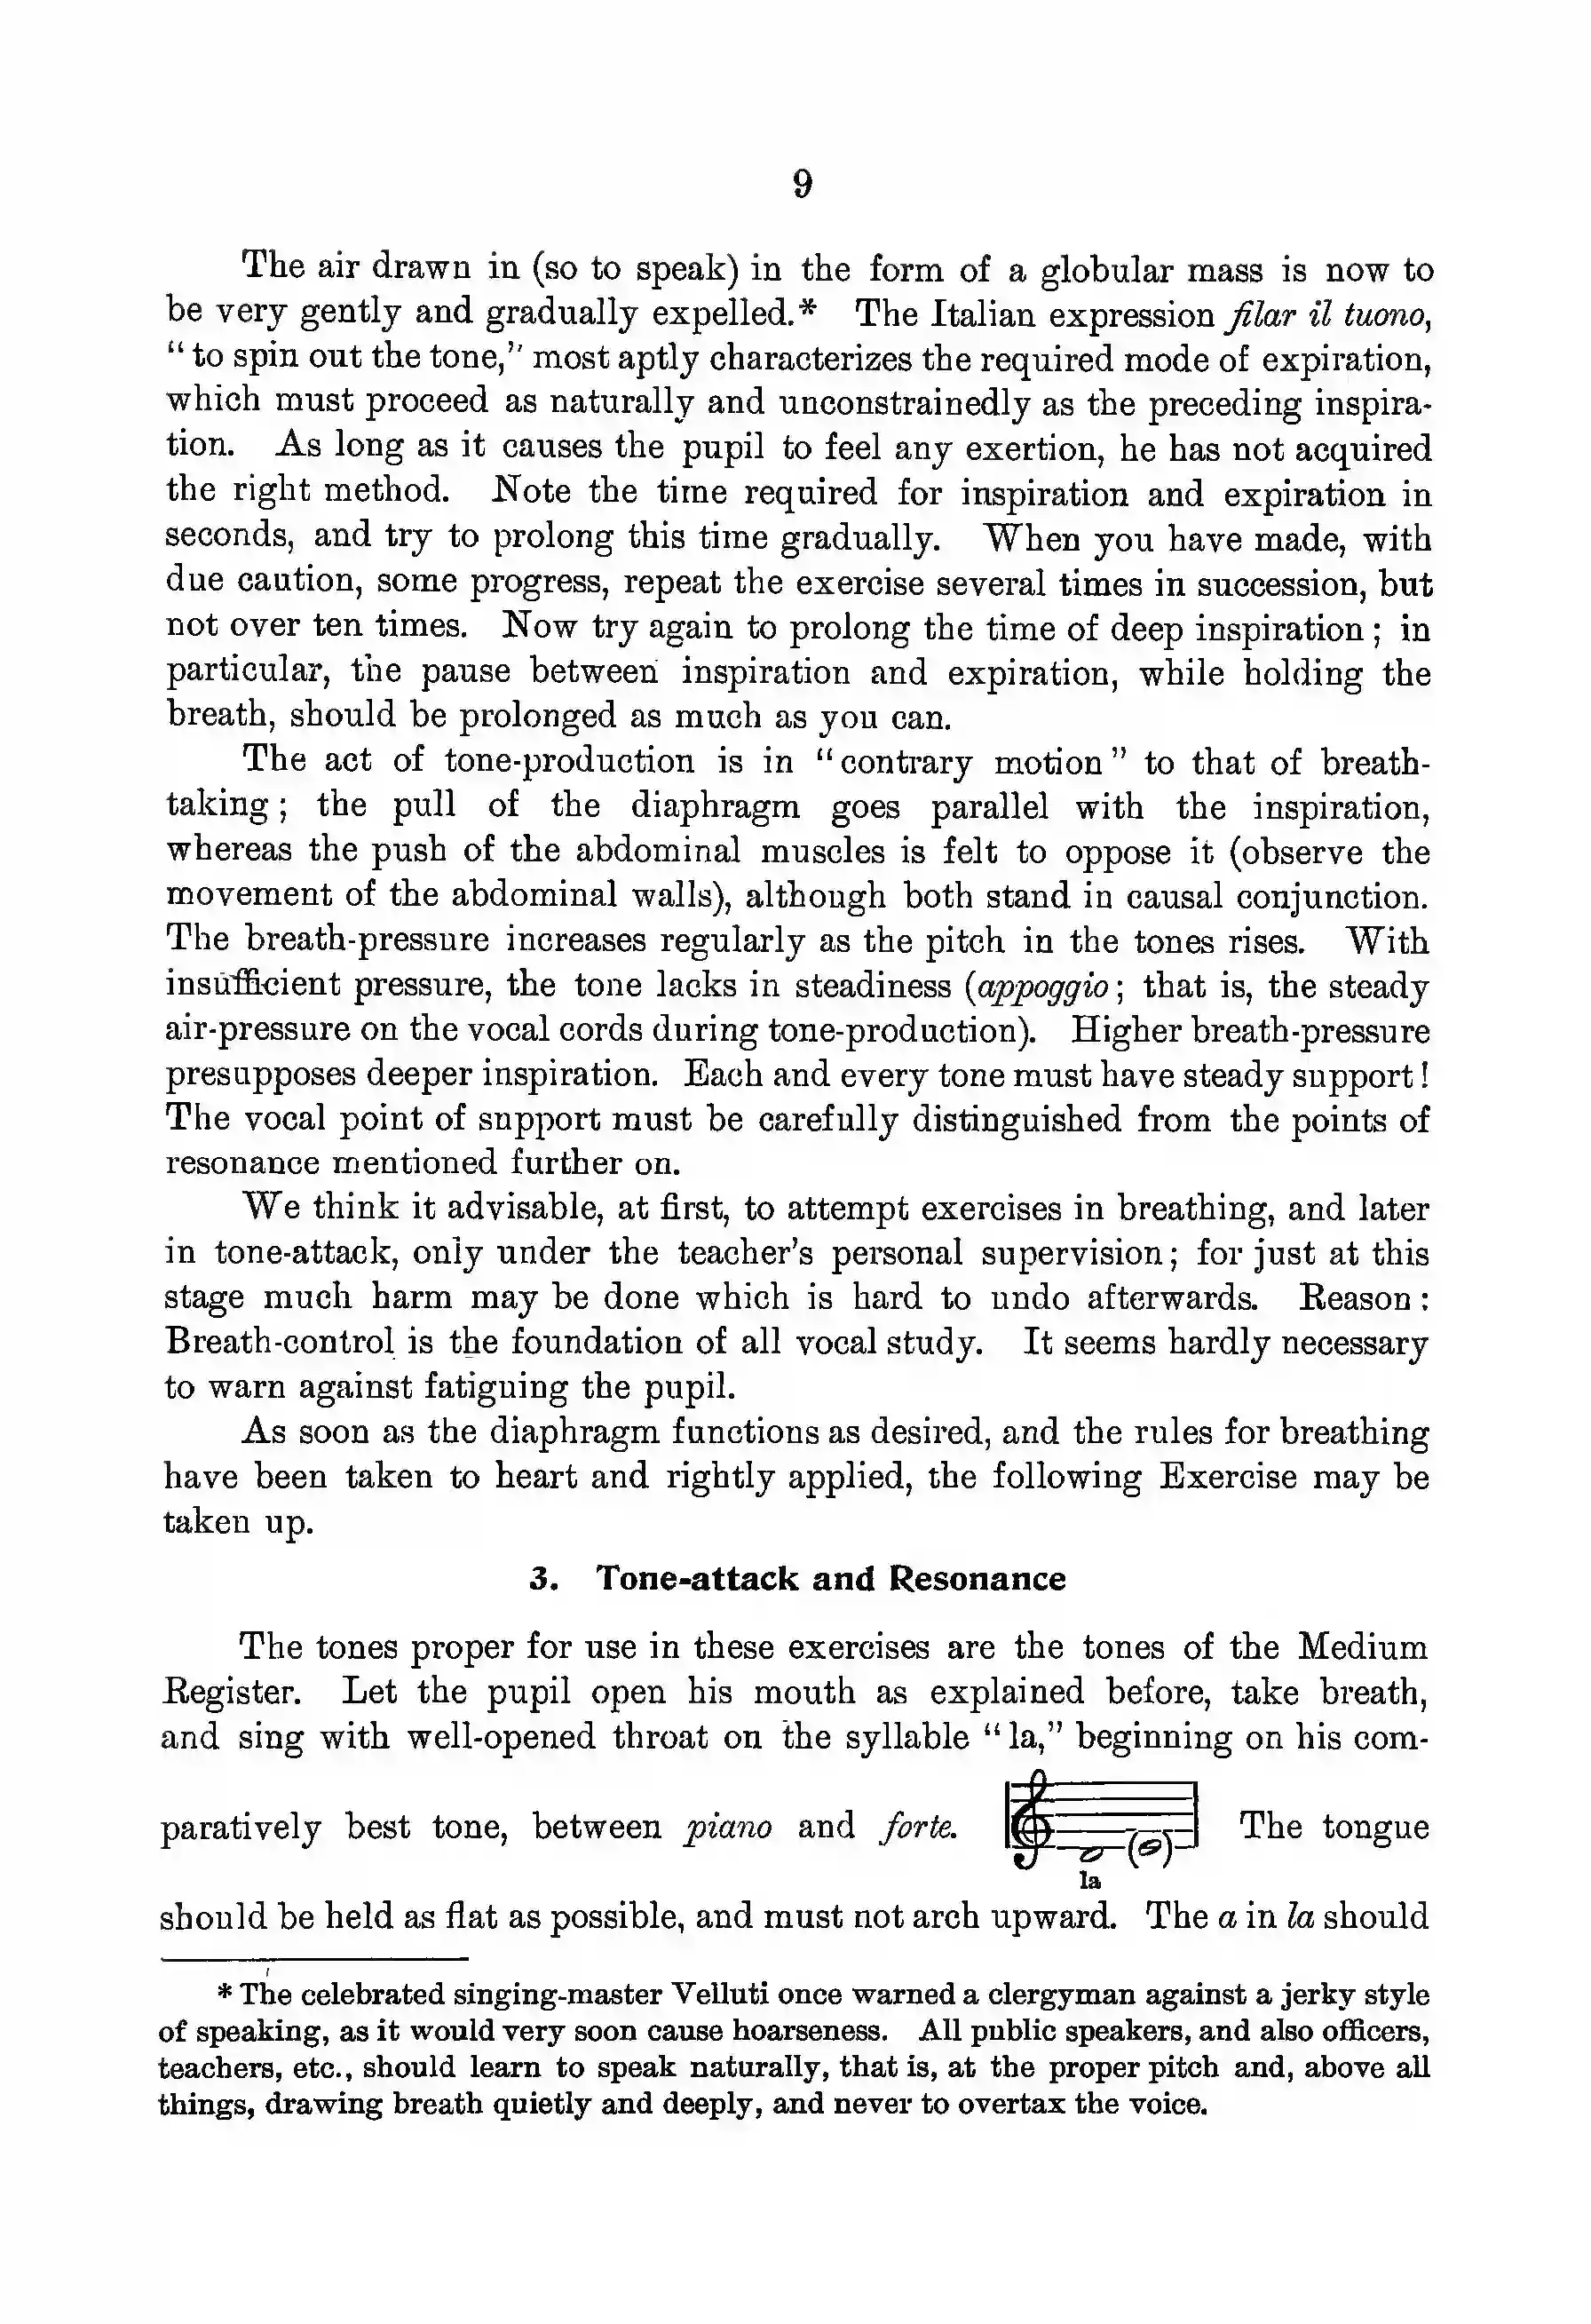 9
The air drawn in (so to speak) in the form of a globular mass is now to
be very gently and gradually expelled.* The Italian expression filar il tuono,
“to spin out the tone,” most aptly characterizes the required mode of expiration,
which must proceed as naturally and unconstrainedly as the preceding inspira-
tion. As long as it causes the pupil to feel any exertion, he has not acquired
the right method. Note the time required for inspiration and expiration in
seconds, and try to prolong this time gradually. When you have made, with
due caution, some progress, repeat the exercise several times in succession, but
not over ten times. Now try again to prolong the time of deep inspiration; in
particular, the pause between inspiration and expiration, while holding the
breath, should be prolonged as much as you can.
The act of tone-production is in “contrary motion” to that of breath-
taking; the pull of the diaphragm goes parallel with the inspiration,
whereas the push of the abdominal muscles is felt to oppose it (observe the
movement of the abdominal walls), although both stand in causal conjunction.
The breath-pressure increases regularly as the pitch in the tones rises. With
insufficient pressure, the tone lacks in steadiness (appoggio; that is, the steady
air-pressure on the vocal cords during tone-production). Higher breath-pressure
presupposes deeper inspiration. Each and every tone must have steady support!
The vocal point of support must be carefully distinguished from the points of
resonance mentioned further on.
We think it advisable, at first, to attempt exercises in breathing, and later
in tone-attack, only under the teacher’s personal supervision; for just at this
stage much harm may be done which is hard to undo afterwards. Reason:
Breath-control is the foundation of all vocal study. It seems hardly necessary
to warn against fatiguing the pupil.
As soon as the diaphragm functions as desired, and the rules for breathing
have been taken to heart and rightly applied, the following Exercise may be
taken up.
3. Tone-attack and Resonance
The tones proper for use in these exercises are the tones of the Medium
Register. Let the pupil open his mouth as explained before, take breath,
and sing with well-opened throat on the syllable “la,” beginning on his com-
paratively best tone, between piano and forte. The tongue
la
should be held as flat as possible, and must not arch upward. The a in la should
* The celebrated singing-master Velluti once warned a clergyman against a jerky style
of speaking, as it would very soon cause hoarseness. All public speakers, and also officers,
teachers, etc., should learn to speak naturally, that is, at the proper pitch and, above all
things, drawing breath quietly and deeply, and never to overtax the voice.